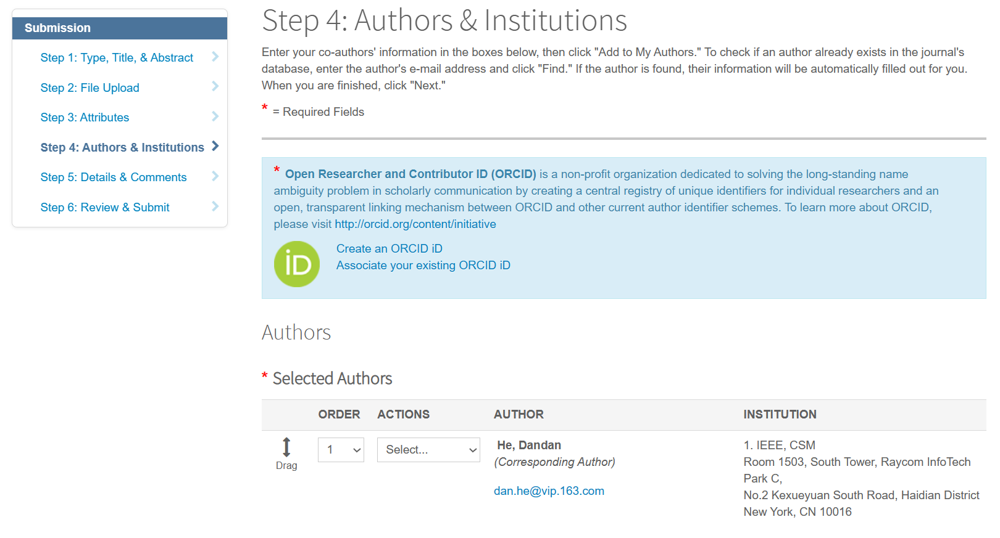 Submission
Step 1: Type, Title, & Abstract
Step 2: File Upload
Step 3: Attributes
Step 4: Authors & Institutions
Step 5: Details & Comments
Step 6: Review & Submit
Step 4: Authors & Institutions
Enter your co-authors' information in the boxes below, then click "Add to My Authors." To check if an author already exists in the journal's
database, enter the author's e-mail address and click "Find." If the author is found, their information will be automatically filled out for you.
When you are finished, click "Next."
* = Required Fields
* Open Researcher and Contributor ID (ORCID) is a non-profit organization dedicated to solving the long-standing name
ambiguity problem in scholarly communication by creating a central registry of unique identifiers for individual researchers and an
open, transparent linking mechanism between ORCID and other current author identifier schemes. To learn more about ORCID,
please visit http://orcid.org/content/initiative
iD
Create an ORCID iD
Associate your existing ORCID iD
Authors
* Selected Authors
ORDER ACTIONS AUTHOR INSTITUTION
Drag
1
Select...
He, Dandan
(Corresponding Author)
dan.he@vip.163.com
1. IEEE, CSM
Room 1503, South Tower, Raycom InfoTech
Park C,
No.2 Kexueyuan South Road, Haidian District
New York, CN 10016